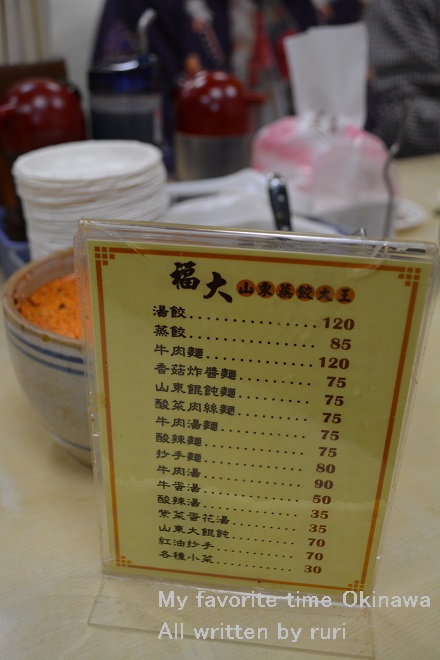 福大山東蒸餃大王
湯餃..............120
蒸餃..............85
牛肉麵..............120
香菇炸醬麵..............75
山東餛飩麵..............75
酸菜肉絲麵..............75
牛肉湯麵..............75
酸辣麵..............75
抄手麵..............80
牛肉湯..............90
牛蛋湯..............50
酸辣湯..............35
紫菜蛋花湯..............35
山東大餛飩..............70
紅油抄手..............70
各種小菜..............30
My favorite time Okinawa
All written by ruri